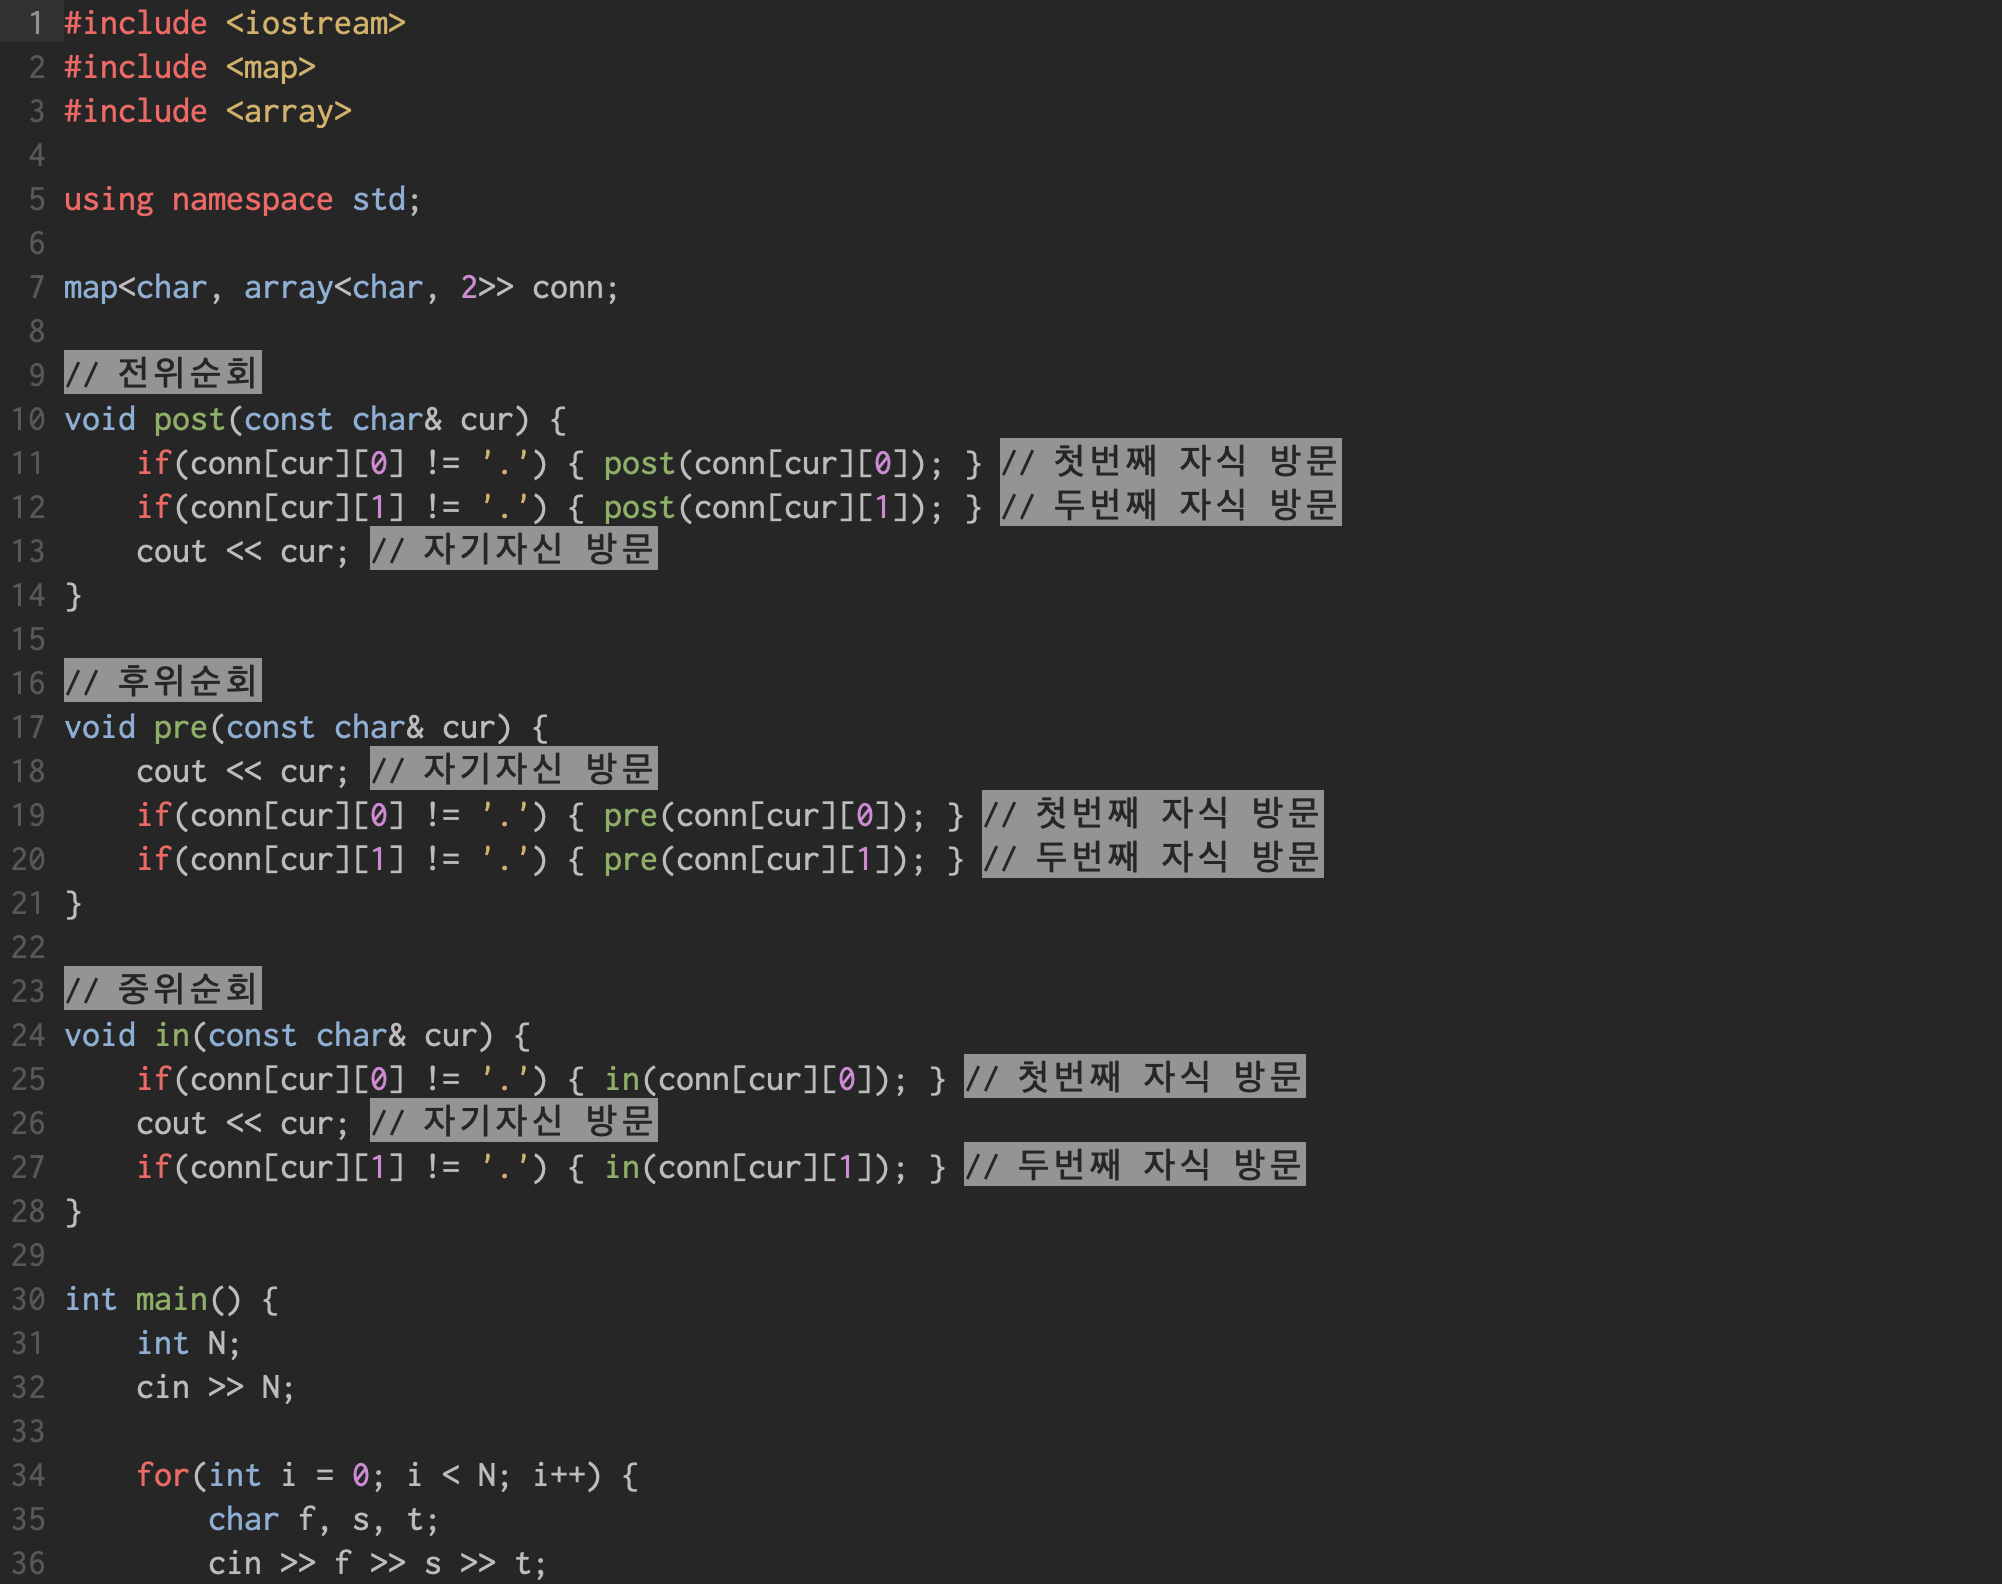 1 #include <iostream>
2 #include <map>
3 #include <array>
4
5 using namespace std;
6
7 map<char, array<char, 2>> conn;
8
9 // 전위순회
10 void post(const char& cur) {
11     if(conn[cur][0] != '.') { post(conn[cur][0]); } // 첫번째 자식 방문
12     if(conn[cur][1] != '.') { post(conn[cur][1]); } // 두번째 자식 방문
13     cout << cur; // 자기자신 방문
14 }
15
16 // 후위순회
17 void pre(const char& cur) {
18     cout << cur; // 자기자신 방문
19     if(conn[cur][0] != '.') { pre(conn[cur][0]); } // 첫번째 자식 방문
20     if(conn[cur][1] != '.') { pre(conn[cur][1]); } // 두번째 자식 방문
21 }
22
23 // 중위순회
24 void in(const char& cur) {
25     if(conn[cur][0] != '.') { in(conn[cur][0]); } // 첫번째 자식 방문
26     cout << cur; // 자기자신 방문
27     if(conn[cur][1] != '.') { in(conn[cur][1]); } // 두번째 자식 방문
28 }
29
30 int main() {
31     int N;
32     cin >> N;
33
34     for(int i = 0; i < N; i++) {
35         char f, s, t;
36         cin >> f >> s >> t;